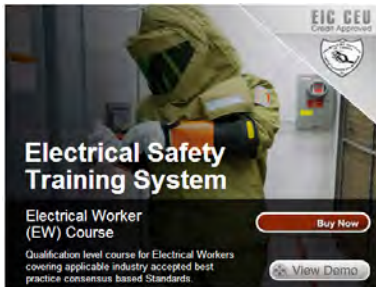 EIC CEU
Credit Approved
Electrical Safety
Training System
Electrical Worker
(EW) Course
Buy Now
Qualification level course for Electrical Workers
covering applicable industry accepted best
practice consensus based Standards.
View Demo